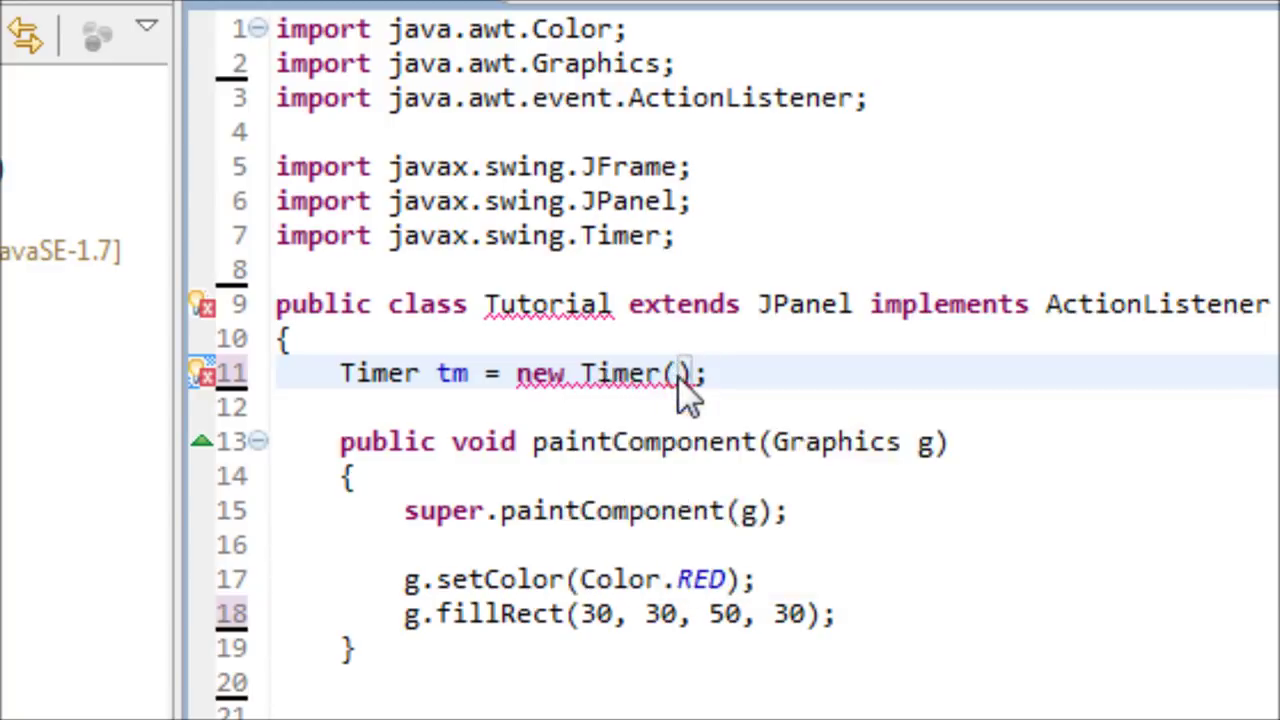 1 import java.awt.Color;
2 import java.awt.Graphics;
3 import java.awt.event.ActionListener;
4
5 import javax.swing.JFrame;
6 import javax.swing.JPanel;
7 import javax.swing.Timer;
avaSE-1.7]
8
9 public class Tutorial extends JPanel implements ActionListener
10 {
11 Timer tm = new Timer();
12
13 public void paintComponent(Graphics g)
14 {
15 super.paintComponent(g);
16
17 g.setColor(Color.RED);
18 g.fillRect(30, 30, 50, 30);
19 }
20
21